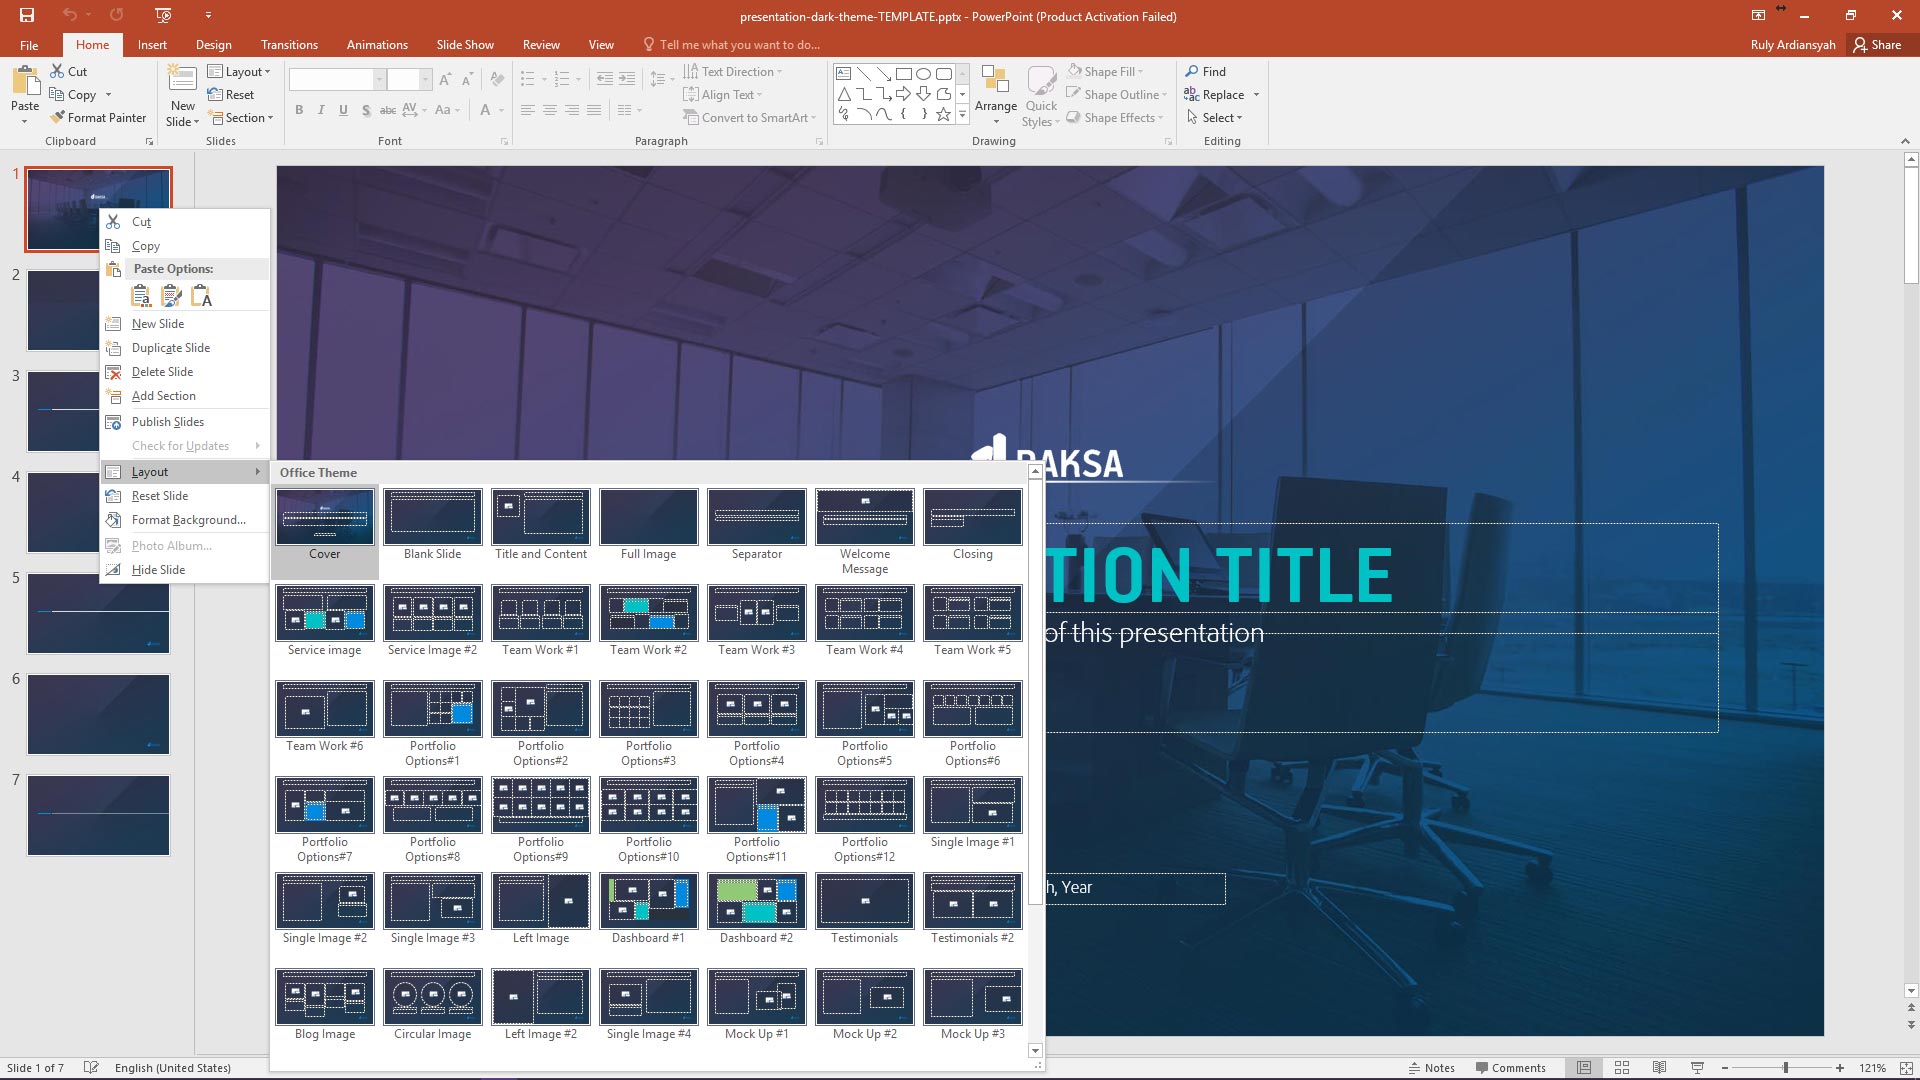 presentation-dark-theme-TEMPLATE.pptx - PowerPoint (Product Activation Failed)
File Home Insert Design Transitions Animations Slide Show Review View Tell me what you want to do... Ruly Ardiansyah Share
Paste
Cut
Copy
Format Painter
Clipboard
New Slide
Layout
Reset
Section
Slides
B I U S abc AV Aa A
Font
Text Direction
Align Text
Convert to SmartArt
Paragraph
Arrange
Quick Styles
Shape Fill
Shape Outline
Shape Effects
Drawing
Find
Replace
Select
Editing
1
2
3
4
5
6
7
Cut
Copy
Paste Options:
New Slide
Duplicate Slide
Delete Slide
Add Section
Publish Slides
Check for Updates
Layout
Reset Slide
Format Background...
Photo Album...
Hide Slide
Office Theme
Cover Blank Slide Title and Content Full Image Separator Welcome Message Closing
Service image Service Image #2 Team Work #1 Team Work #2 Team Work #3 Team Work #4 Team Work #5
Team Work #6 Portfolio Options#1 Portfolio Options#2 Portfolio Options#3 Portfolio Options#4 Portfolio Options#5 Portfolio Options#6
Portfolio Options#7 Portfolio Options#8 Portfolio Options#9 Portfolio Options#10 Portfolio Options#11 Portfolio Options#12 Single Image #1
Single Image #2 Single Image #3 Left Image Dashboard #1 Dashboard #2 Testimonials Testimonials #2
Blog Image Circular Image Left Image #2 Single Image #4 Mock Up #1 Mock Up #2 Mock Up #3
TION TITLE
of this presentation
h, Year
Slide 1 of 7 English (United States) Notes Comments 121%